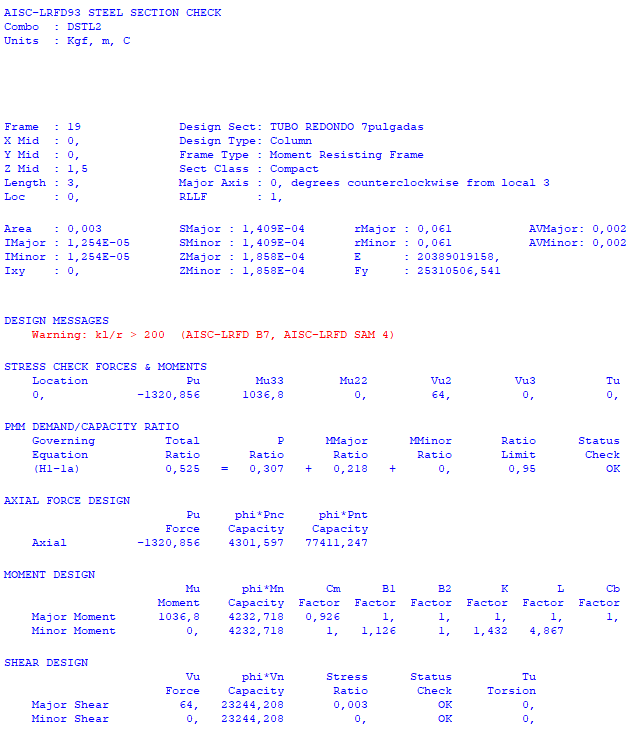 AISC-LRFD93 STEEL SECTION CHECK
Combo  : DSTL2
Units  : Kgf, m, C
Frame  : 19              Design Sect: TUBO REDONDO 7pulgadas
X Mid  : 0,              Design Type: Column
Y Mid  : 0,              Frame Type : Moment Resisting Frame
Z Mid  : 1,5             Sect Class : Compact
Length : 3,              Major Axis : 0, degrees counterclockwise from local 3
Loc    : 0,              RLLF       : 1,
Area   : 0,003           SMajor : 1,409E-04       rMajor : 0,061           AVMajor: 0,002
IMajor : 1,254E-05       SMinor : 1,409E-04       rMinor : 0,061           AVMinor: 0,002
IMinor : 1,254E-05       ZMajor : 1,858E-04       E      : 20389019158,
Ixy    : 0,              ZMinor : 1,858E-04       Fy     : 25310506,541
DESIGN MESSAGES
Warning: kl/r > 200  (AISC-LRFD B7, AISC-LRFD SAM 4)
STRESS CHECK FORCES & MOMENTS
Location              Pu        Mu33        Mu22        Vu2         Vu3         Tu
0,             -1320,856      1036,8          0,        64,          0,         0,
PMM DEMAND/CAPACITY RATIO
Governing          Total           P      MMajor      MMinor       Ratio      Status
Equation           Ratio       Ratio       Ratio       Ratio       Limit       Check
(H1-1a)            0,525   =   0,307   +   0,218   +      0,        0,95          OK
AXIAL FORCE DESIGN
Pu     phi*Pnc     phi*Pnt
Force    Capacity    Capacity
Axial          -1320,856    4301,597   77411,247
MOMENT DESIGN
Mu      phi*Mn      Cm      B1      B2       K       L      Cb
Moment    Capacity  Factor  Factor  Factor  Factor  Factor  Factor
Major Moment      1036,8    4232,718   0,926      1,      1,      1,      1,      1,
Minor Moment          0,    4232,718      1,   1,126      1,   1,432   4,867
SHEAR DESIGN
Vu      phi*Vn      Stress      Status          Tu
Force    Capacity       Ratio       Check     Torsion
Major Shear          64,   23244,208       0,003          OK          0,
Minor Shear           0,   23244,208          0,          OK          0,